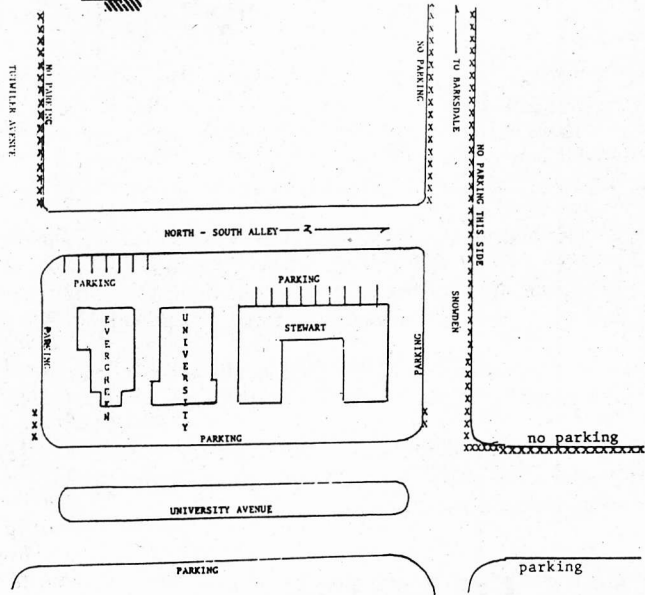 NO PARKING
NO PARKING
TO BARKSDALE
AVENUE
NO PARKING THIS SIDE
NORTH - SOUTH ALLEY
PARKING
PARKING
SNOWDEN
EVERGREEN
UNIVERSITY
STEWART
PARKING
PARKING
PARKING
no parking
UNIVERSITY AVENUE
PARKING
parking